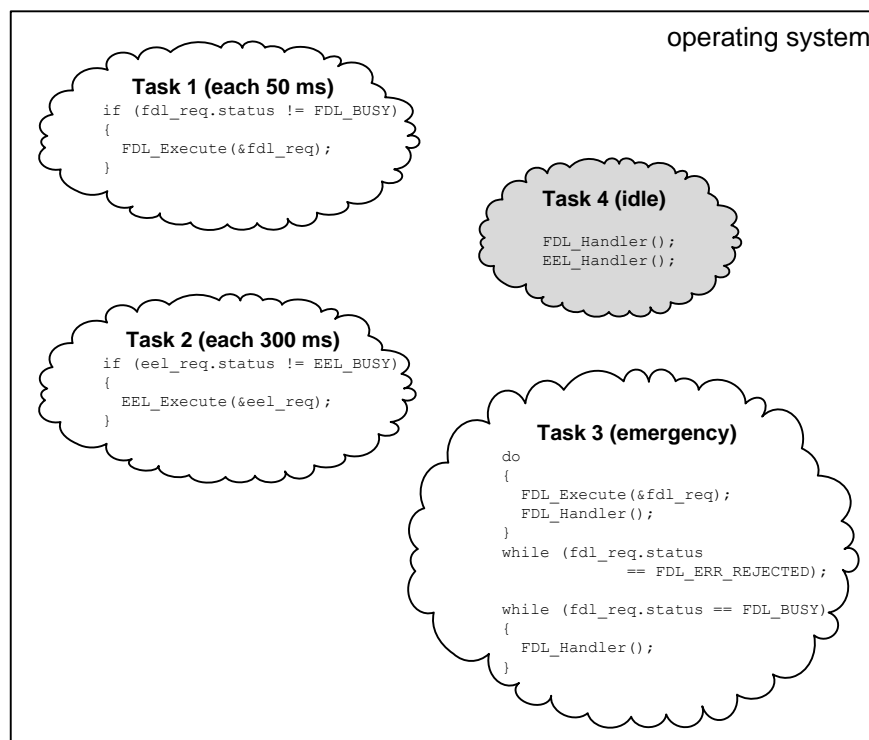 operating system
Task 1 (each 50 ms)
if (fdl_req.status != FDL_BUSY)
{
  FDL_Execute(&fdl_req);
}
Task 4 (idle)
FDL_Handler();
EEL_Handler();
Task 2 (each 300 ms)
if (eel_req.status != EEL_BUSY)
{
  EEL_Execute(&eel_req);
}
Task 3 (emergency)
do
{
  FDL_Execute(&fdl_req);
  FDL_Handler();
}
while (fdl_req.status
              == FDL_ERR_REJECTED);
while (fdl_req.status == FDL_BUSY)
{
  FDL_Handler();
}